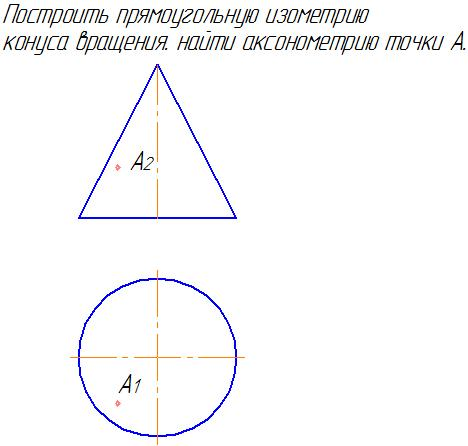 Построить прямоугольную изометрию
конуса вращения. найти аксонометрию точки А.
А2
А1